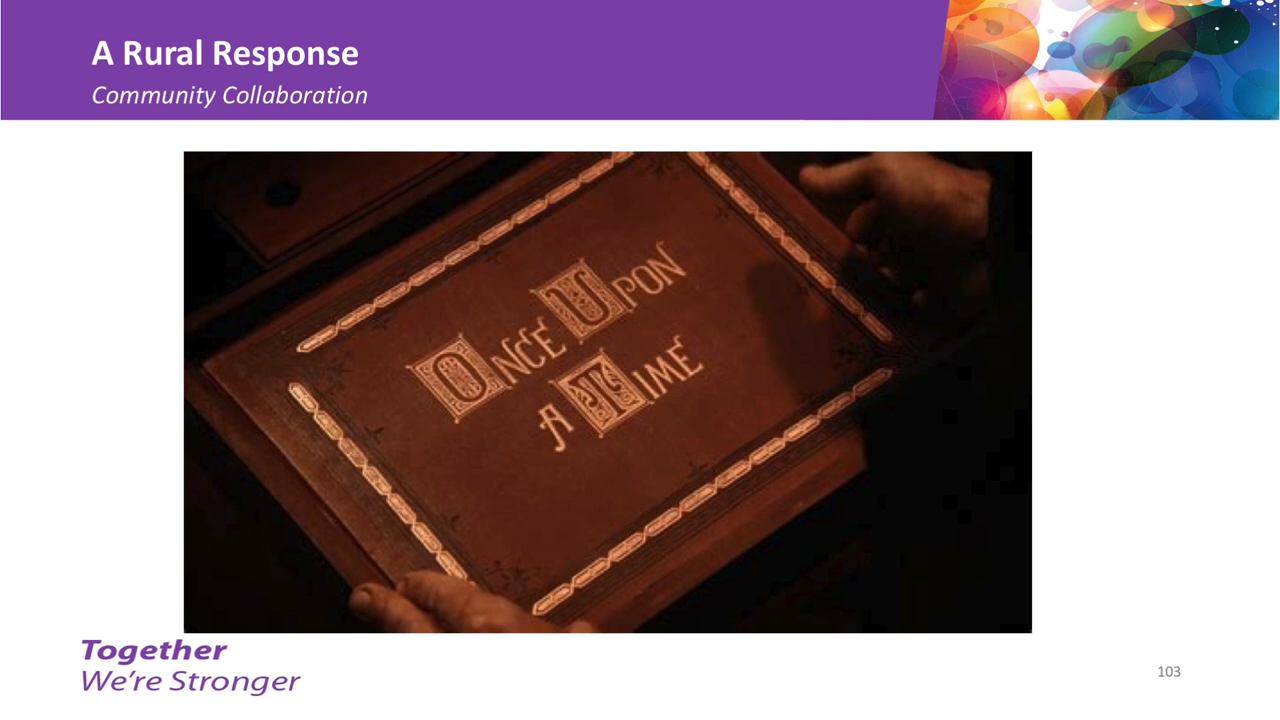 A Rural Response
Community Collaboration
ONCE UPON
A TIME
Together
We're Stronger
103